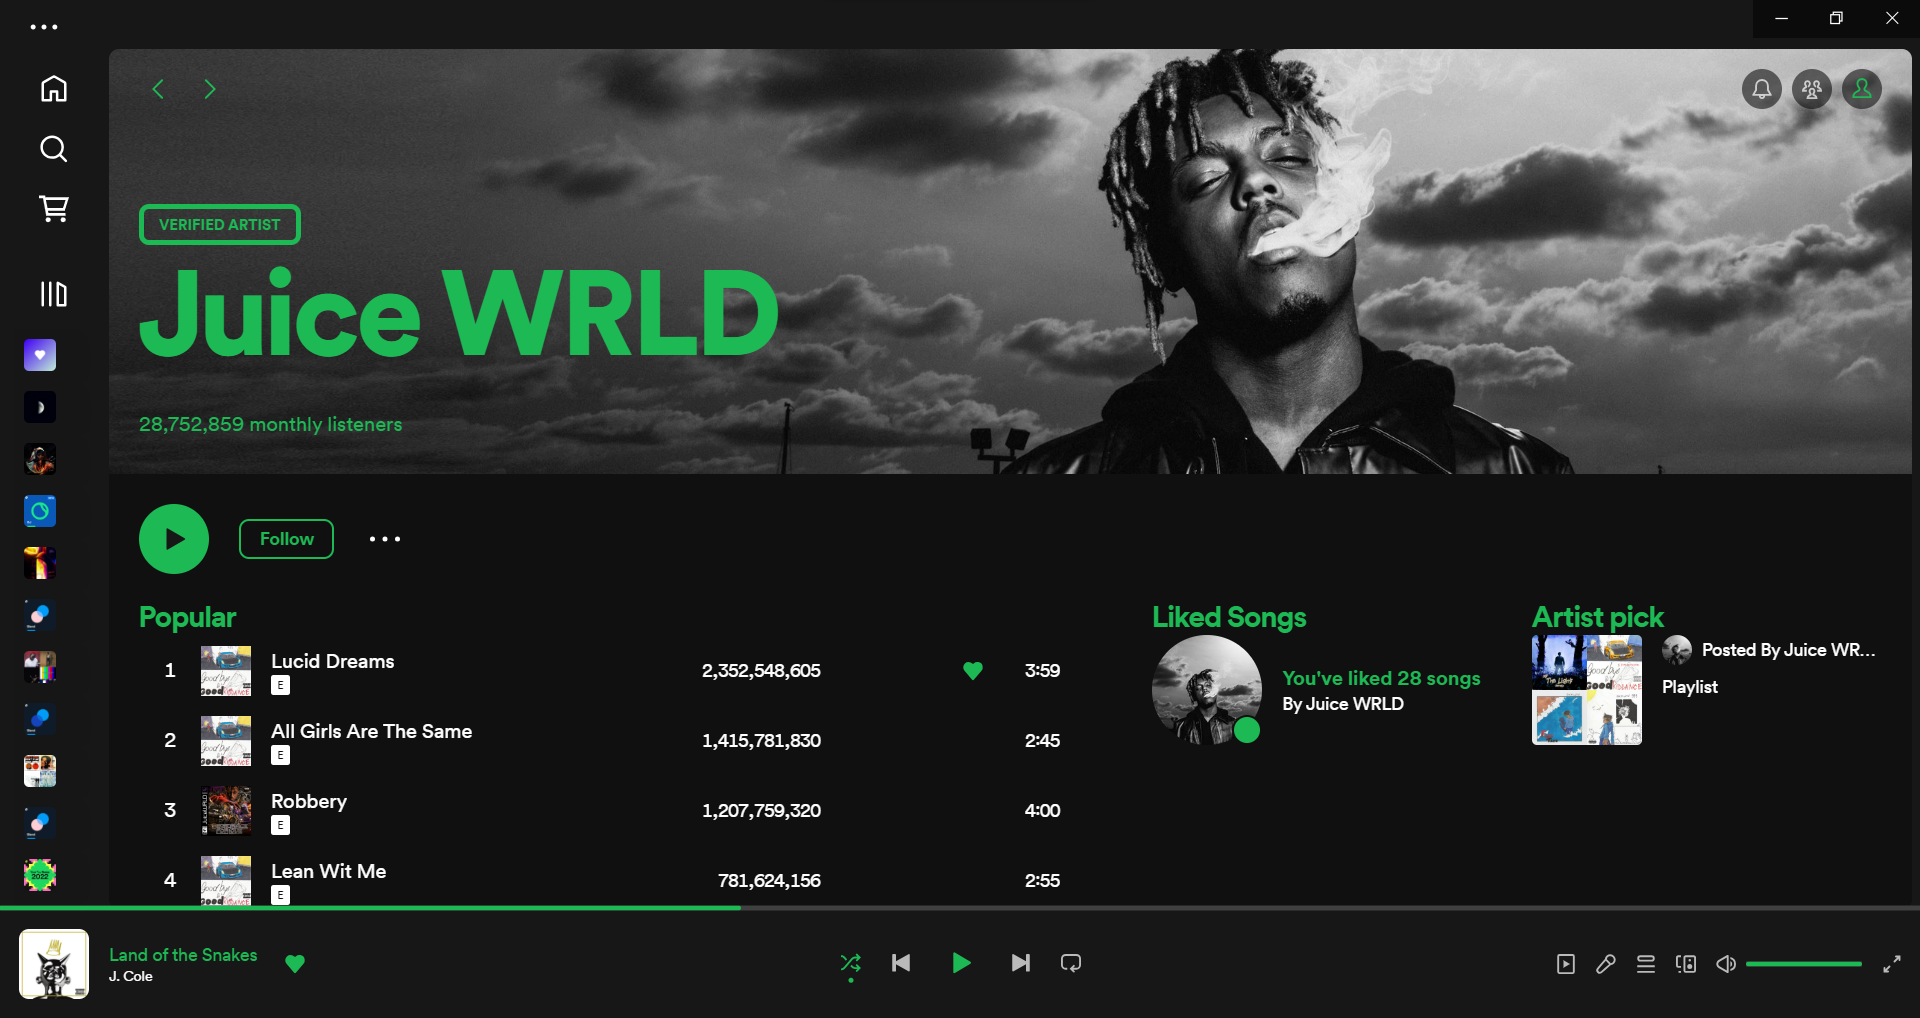 VERIFIED ARTIST
Juice WRLD
28,752,859 monthly listeners
Follow
Popular
1
Lucid Dreams
E
2,352,548,605
3:59
2
All Girls Are The Same
E
1,415,781,830
2:45
3
Robbery
E
1,207,759,320
4:00
4
Lean Wit Me
E
781,624,156
2:55
Liked Songs
You've liked 28 songs
By Juice WRLD
Artist pick
Posted By Juice WR...
Playlist
2022
Land of the Snakes
J. Cole